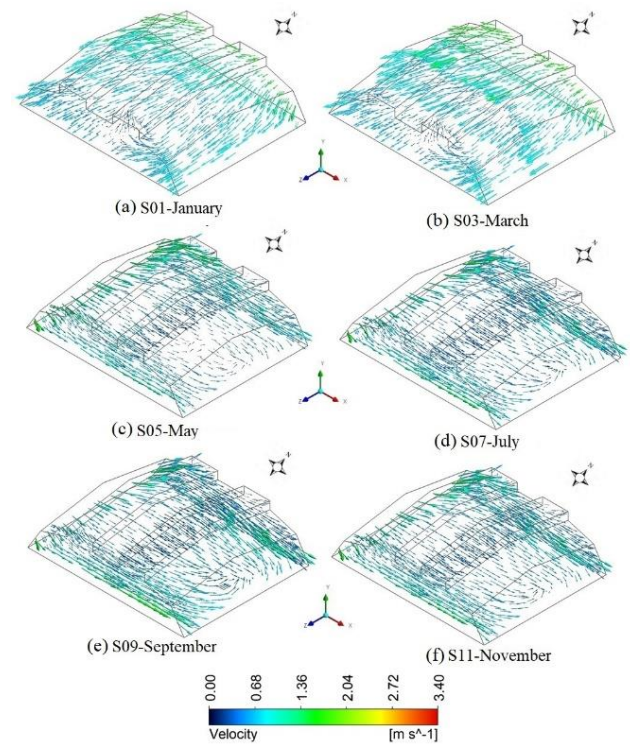 (a) S01-January
(b) S03-March
Y
Z
X
(c) S05-May
(d) S07-July
Y
Z
X
(e) S09-September
(f) S11-November
Y
Z
X
0.00
0.68
1.36
2.04
2.72
3.40
Velocity
[m s^-1]